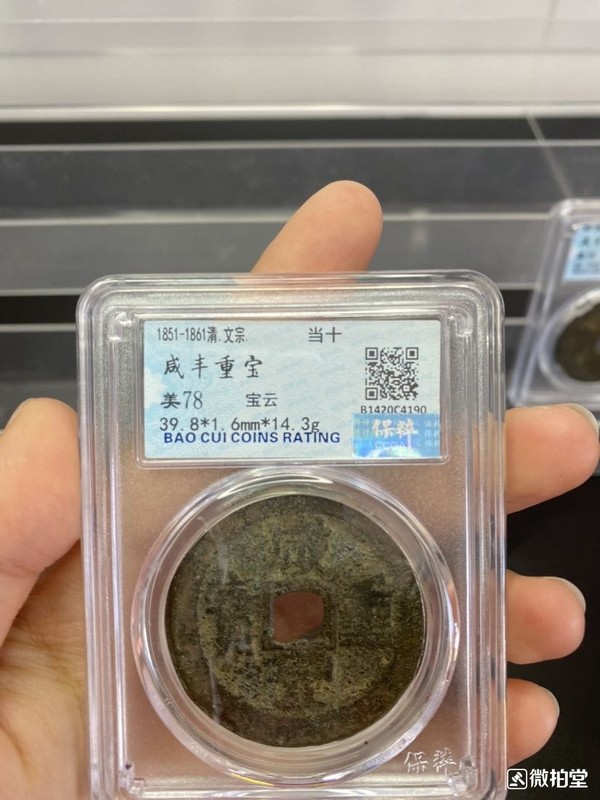 1851-1861清.文宗 当十
咸丰重宝
美78 宝云
B1420C4190
39.8*1.6mm*14.3g
BAO CUI COINS RATING
保粹
保粹
微拍堂